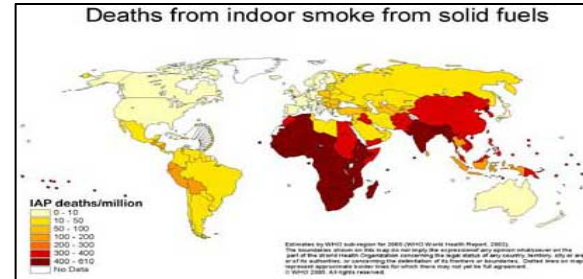 Deaths from indoor smoke from solid fuels
IAP deaths/million
0 - 10
10 - 50
50 - 100
100 - 200
200 - 300
300 - 400
400 - 610
No Data
Estimates by WHO sub-region for 2000 (WHO World Health Report, 2002).
The boundaries shown on this map do not imply the expression of any opinion whatsoever on the
part of the World Health Organization concerning the legal status of any country, territory, city or area
or of its authorities, or concerning the delimitation of its frontiers or boundaries. Dotted lines on maps
represent approximate border lines for which there may not yet be full agreement.
© WHO 2005. All rights reserved.